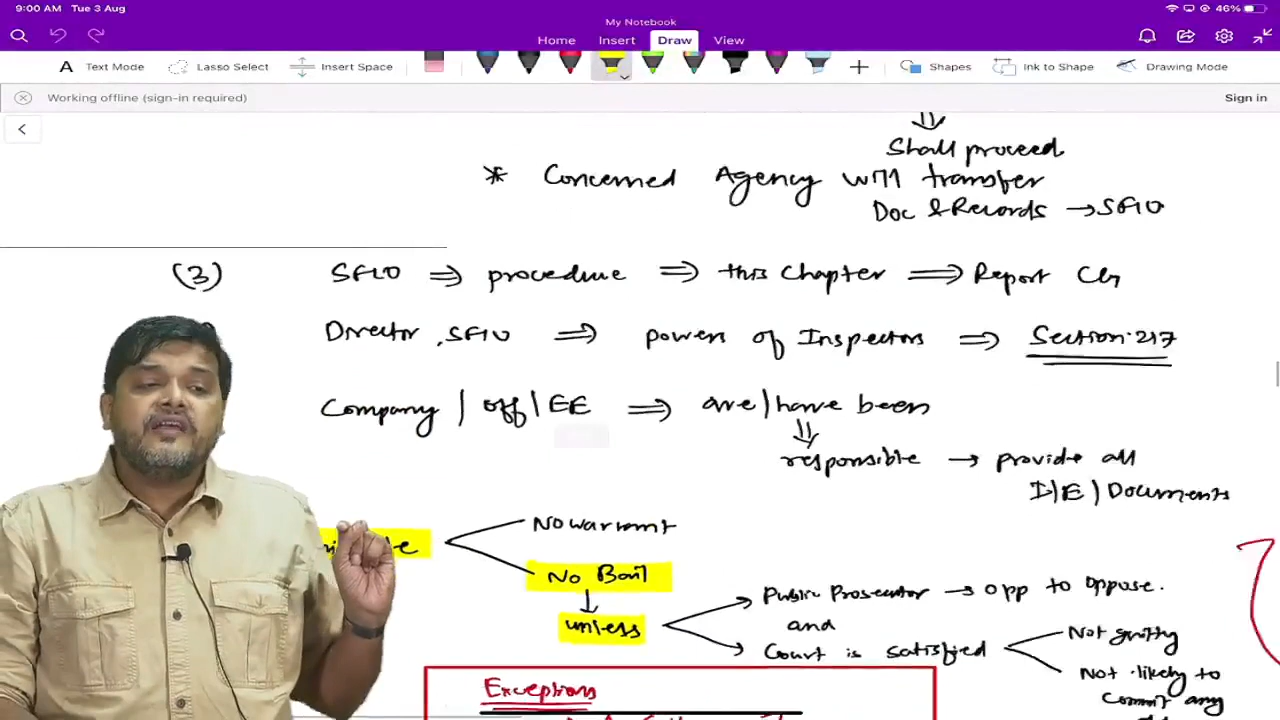 9:00 AM Tue 3 Aug
46%
My Notebook
Home Insert Draw View
A Text Mode Lasso Select Insert Space Shapes Ink to Shape Drawing Mode
Working offline (sign-in required) Sign in
Shall proceed
* Concerned Agency will transfer
Doc & Records → SFIO
(3) SFIO ⇒ procedure ⇒ this Chapter ⇒ Report CG
Director, SFIO ⇒ powers of Inspectors ⇒ Section 217
Company | off | EE ⇒ are | have been
responsible → provide all
I|E|Documents
No warrant
No Bail
unless
Public Prosecutor → opp to oppose.
and
Court is satisfied
Not guilty
Not likely to
commit any
Exceptions